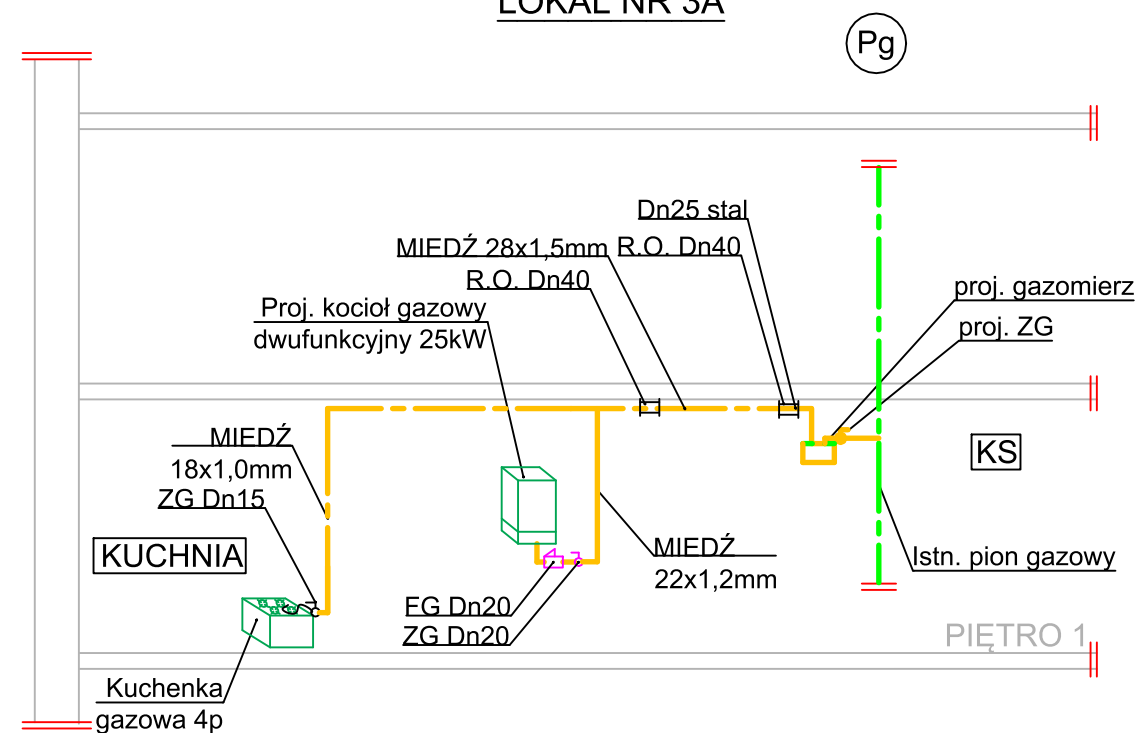 LOKAL NR 3A
Pg
Dn25 stal
MIEDŹ 28x1,5mm
R.O. Dn40
R.O. Dn40
proj. gazomierz
Proj. kocioł gazowy
dwufunkcyjny 25kW
proj. ZG
MIEDŹ
18x1,0mm
KS
ZG Dn15
KUCHNIA
MIEDŹ
22x1,2mm
Istn. pion gazowy
FG Dn20
ZG Dn20
PIĘTRO 1
Kuchenka
gazowa 4p